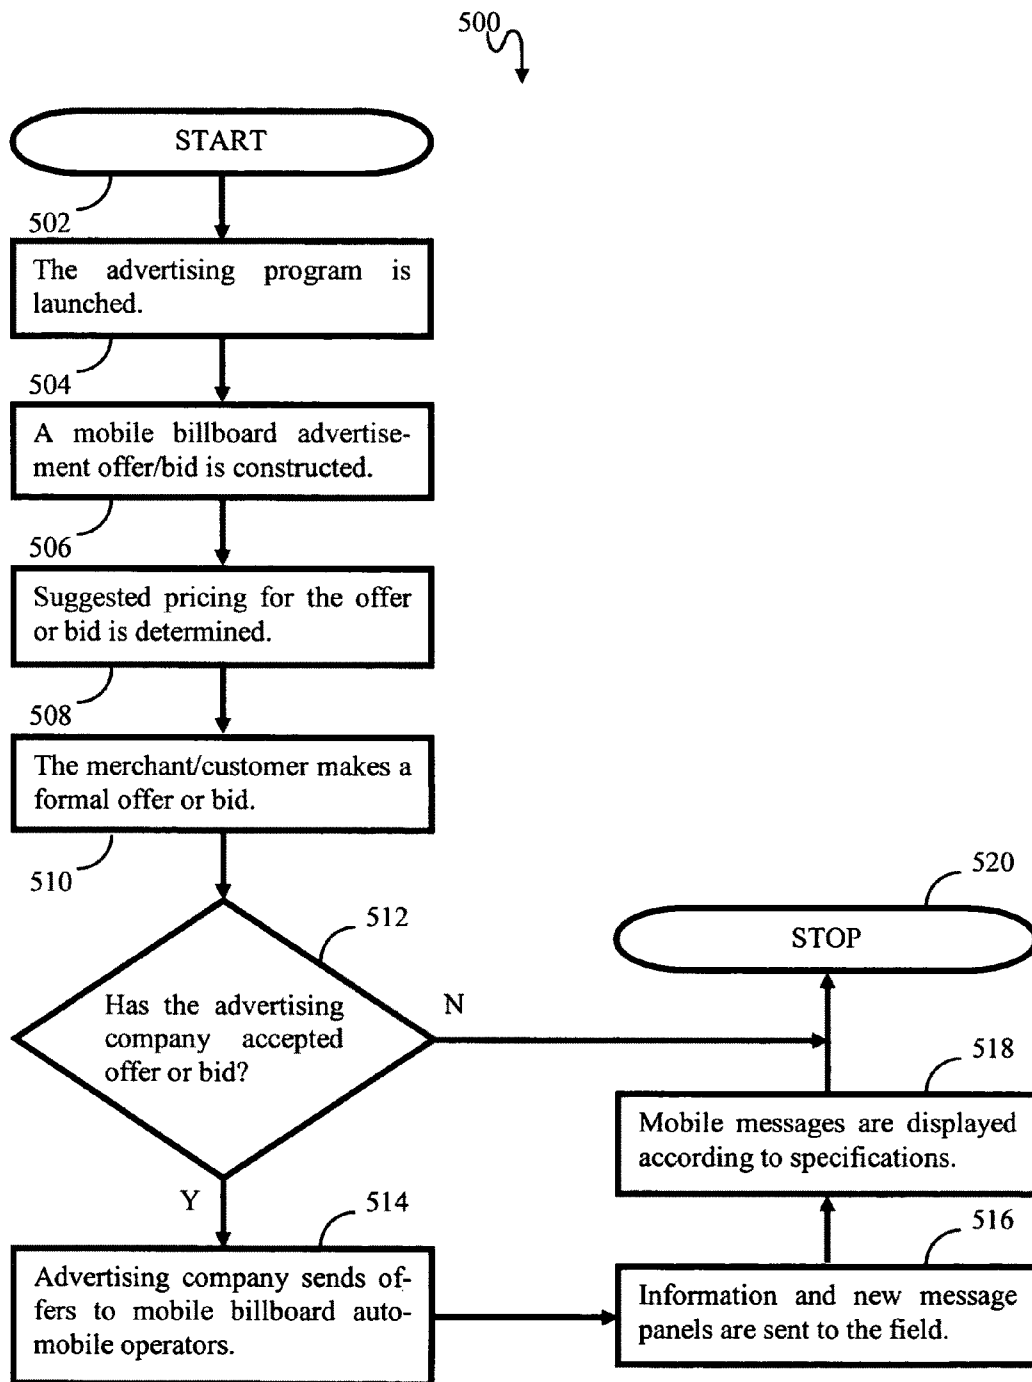 500
START
502
The advertising program is
launched.
504
A mobile billboard advertise-
ment offer/bid is constructed.
506
Suggested pricing for the offer
or bid is determined.
508
The merchant/customer makes a
formal offer or bid.
510
512
Has the advertising
company accepted
offer or bid?
N
Y
514
Advertising company sends of-
fers to mobile billboard auto-
mobile operators.
516
Information and new message
panels are sent to the field.
518
Mobile messages are displayed
according to specifications.
520
STOP